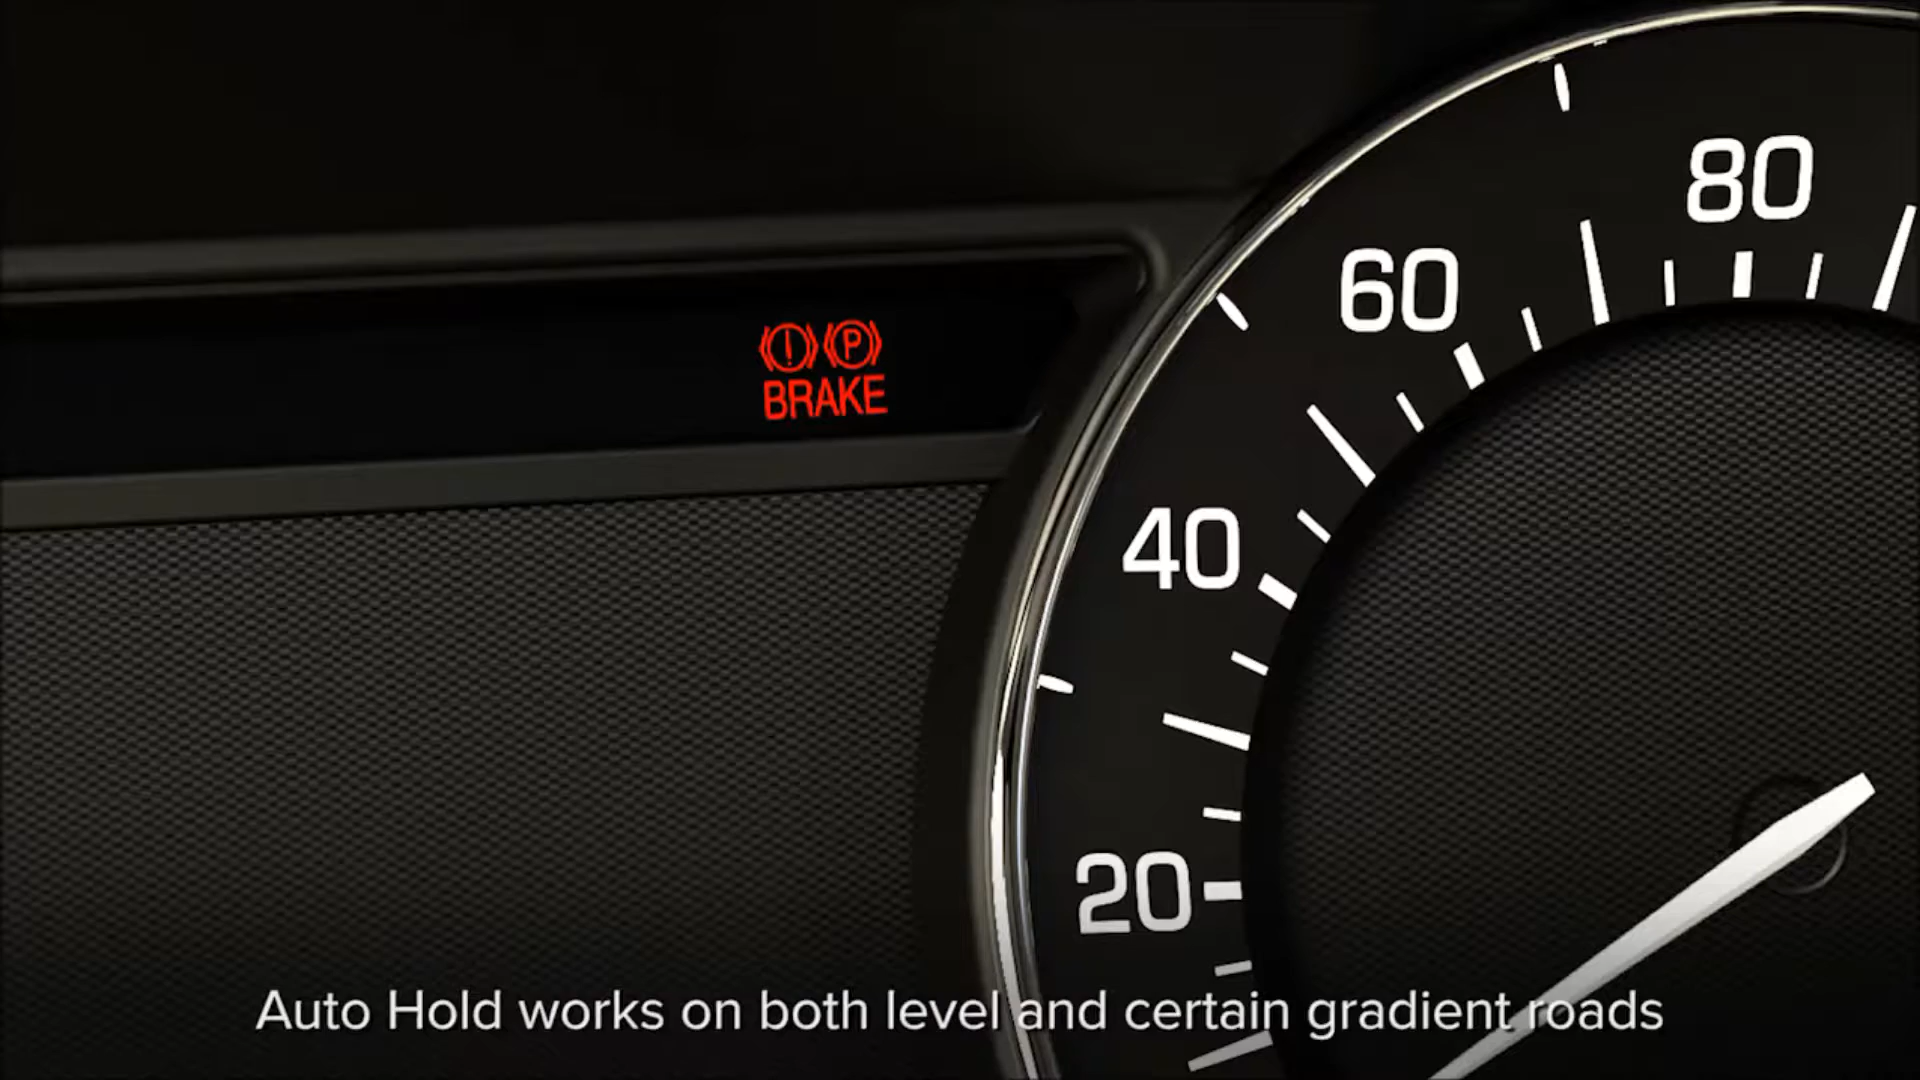 80
60
(!) (P)
BRAKE
40
20
Auto Hold works on both level and certain gradient roads